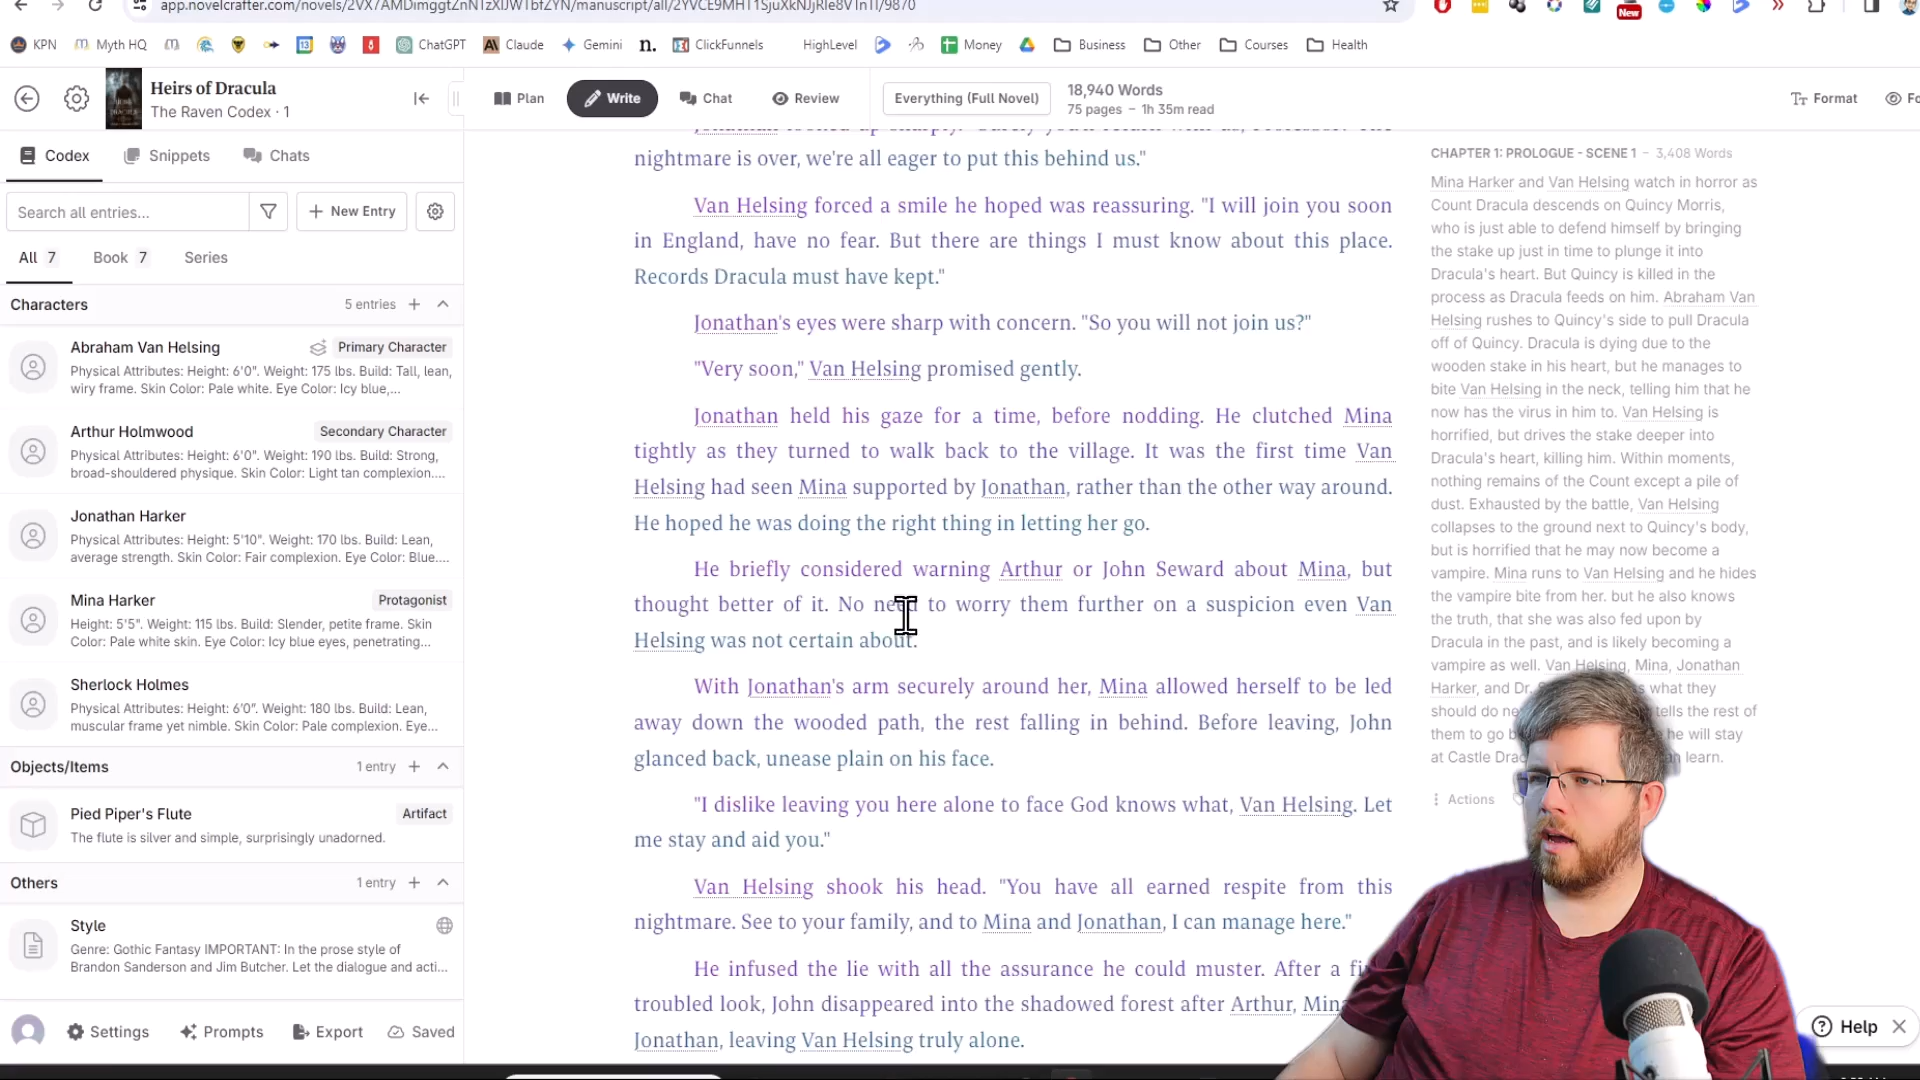 app.novelcrafter.com/novels/2VX7AMDimggtZnNTzXIJWTbfZYN/manuscript/all/2YVCE9MHT1SjuXkNJjRle8V1nTI/9870
New
KPN
Myth HQ
ChatGPT
Claude
Gemini
n.
ClickFunnels
HighLevel
Money
Business
Other
Courses
Health
Heirs of Dracula
The Raven Codex · 1
Plan
Write
Chat
Review
Everything (Full Novel)
18,940 Words
75 pages • 1h 35m read
Format
Fo
Codex
Snippets
Chats
Search all entries...
+ New Entry
All 7
Book 7
Series
Characters
5 entries
Abraham Van Helsing
Primary Character
Physical Attributes: Height: 6'0". Weight: 175 lbs. Build: Tall, lean,
wiry frame. Skin Color: Pale white. Eye Color: Icy blue,...
Arthur Holmwood
Secondary Character
Physical Attributes: Height: 6'0". Weight: 190 lbs. Build: Strong,
broad-shouldered physique. Skin Color: Light tan complexion....
Jonathan Harker
Physical Attributes: Height: 5'10". Weight: 170 lbs. Build: Lean,
average strength. Skin Color: Fair complexion. Eye Color: Blue....
Mina Harker
Protagonist
Height: 5'5". Weight: 115 lbs. Build: Slender, petite frame. Skin
Color: Pale white skin. Eye Color: Icy blue eyes, penetrating...
Sherlock Holmes
Physical Attributes: Height: 6'0". Weight: 180 lbs. Build: Lean,
muscular frame yet nimble. Skin Color: Pale complexion. Eye...
Objects/Items
1 entry
Pied Piper's Flute
Artifact
The flute is silver and simple, surprisingly unadorned.
Others
1 entry
Style
Genre: Gothic Fantasy IMPORTANT: In the prose style of
Brandon Sanderson and Jim Butcher. Let the dialogue and acti...
Settings
Prompts
Export
Saved
nightmare is over, we're all eager to put this behind us."
Van Helsing forced a smile he hoped was reassuring. "I will join you soon
in England, have no fear. But there are things I must know about this place.
Records Dracula must have kept."
Jonathan's eyes were sharp with concern. "So you will not join us?"
"Very soon," Van Helsing promised gently.
Jonathan held his gaze for a time, before nodding. He clutched Mina
tightly as they turned to walk back to the village. It was the first time Van
Helsing had seen Mina supported by Jonathan, rather than the other way around.
He hoped he was doing the right thing in letting her go.
He briefly considered warning Arthur or John Seward about Mina, but
thought better of it. No need to worry them further on a suspicion even Van
Helsing was not certain about.
With Jonathan's arm securely around her, Mina allowed herself to be led
away down the wooded path, the rest falling in behind. Before leaving, John
glanced back, unease plain on his face.
"I dislike leaving you here alone to face God knows what, Van Helsing. Let
me stay and aid you."
Van Helsing shook his head. "You have all earned respite from this
nightmare. See to your family, and to Mina and Jonathan, I can manage here."
He infused the lie with all the assurance he could muster. After a
troubled look, John disappeared into the shadowed forest after Arthur,
Jonathan, leaving Van Helsing truly alone.
CHAPTER 1: PROLOGUE - SCENE 1 – 3,408 Words
Mina Harker and Van Helsing watch in horror as
Count Dracula descends on Quincy Morris,
who is just able to defend himself by bringing
the stake up just in time to plunge it into
Dracula's heart. But Quincy is killed in the
process as Dracula feeds on him. Abraham Van
Helsing rushes to Quincy's side to pull Dracula
off of Quincy. Dracula is dying due to the
wooden stake in his heart, but he manages to
bite Van Helsing in the neck, telling him that he
now has the virus in him to. Van Helsing is
horrified, but drives the stake deeper into
Dracula's heart, killing him. Within moments,
nothing remains of the Count except a pile of
dust. Exhausted by the battle, Van Helsing
collapses to the ground next to Quincy's body,
but is horrified that he may now become a
vampire. Mina runs to Van Helsing and he hides
the vampire bite from her. but he also knows
the truth, that she was also fed upon by
Dracula in the past, and is likely becoming a
vampire as well. Van Helsing, Mina, Jonathan
Harker, and Dr. what they
should do tells the rest of
them to go he will stay
at Castle learn.
Actions
Help